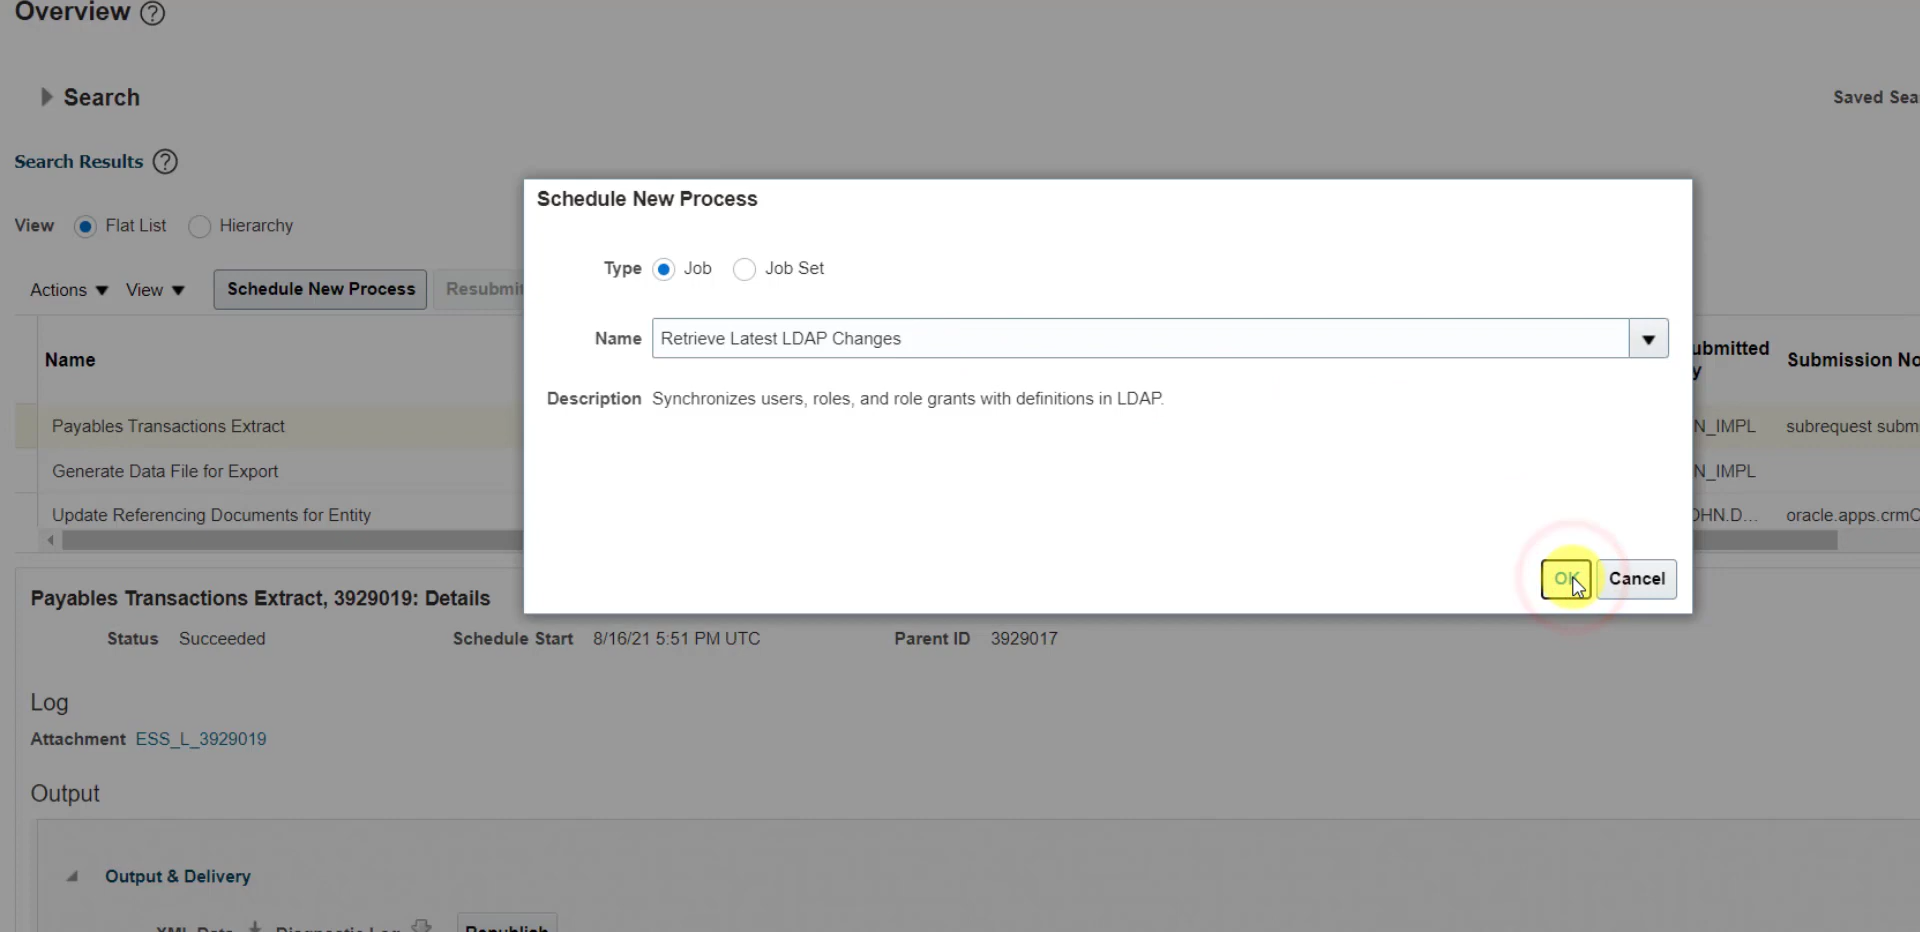 Overview ?
Search
Saved Sea
Search Results ?
View Flat List Hierarchy
Actions View Schedule New Process Resubmit
Name
ubmitted
y
Submission No
Payables Transactions Extract
N_IMPL subrequest subm
Generate Data File for Export
N_IMPL
Update Referencing Documents for Entity
OHN.D... oracle.apps.crmC
Schedule New Process
Type Job Job Set
Name Retrieve Latest LDAP Changes
Description Synchronizes users, roles, and role grants with definitions in LDAP.
OK Cancel
Payables Transactions Extract, 3929019: Details
Status Succeeded Schedule Start 8/16/21 5:51 PM UTC Parent ID 3929017
Log
Attachment ESS_L_3929019
Output
Output & Delivery
XML Data Diagnostic Log Republish